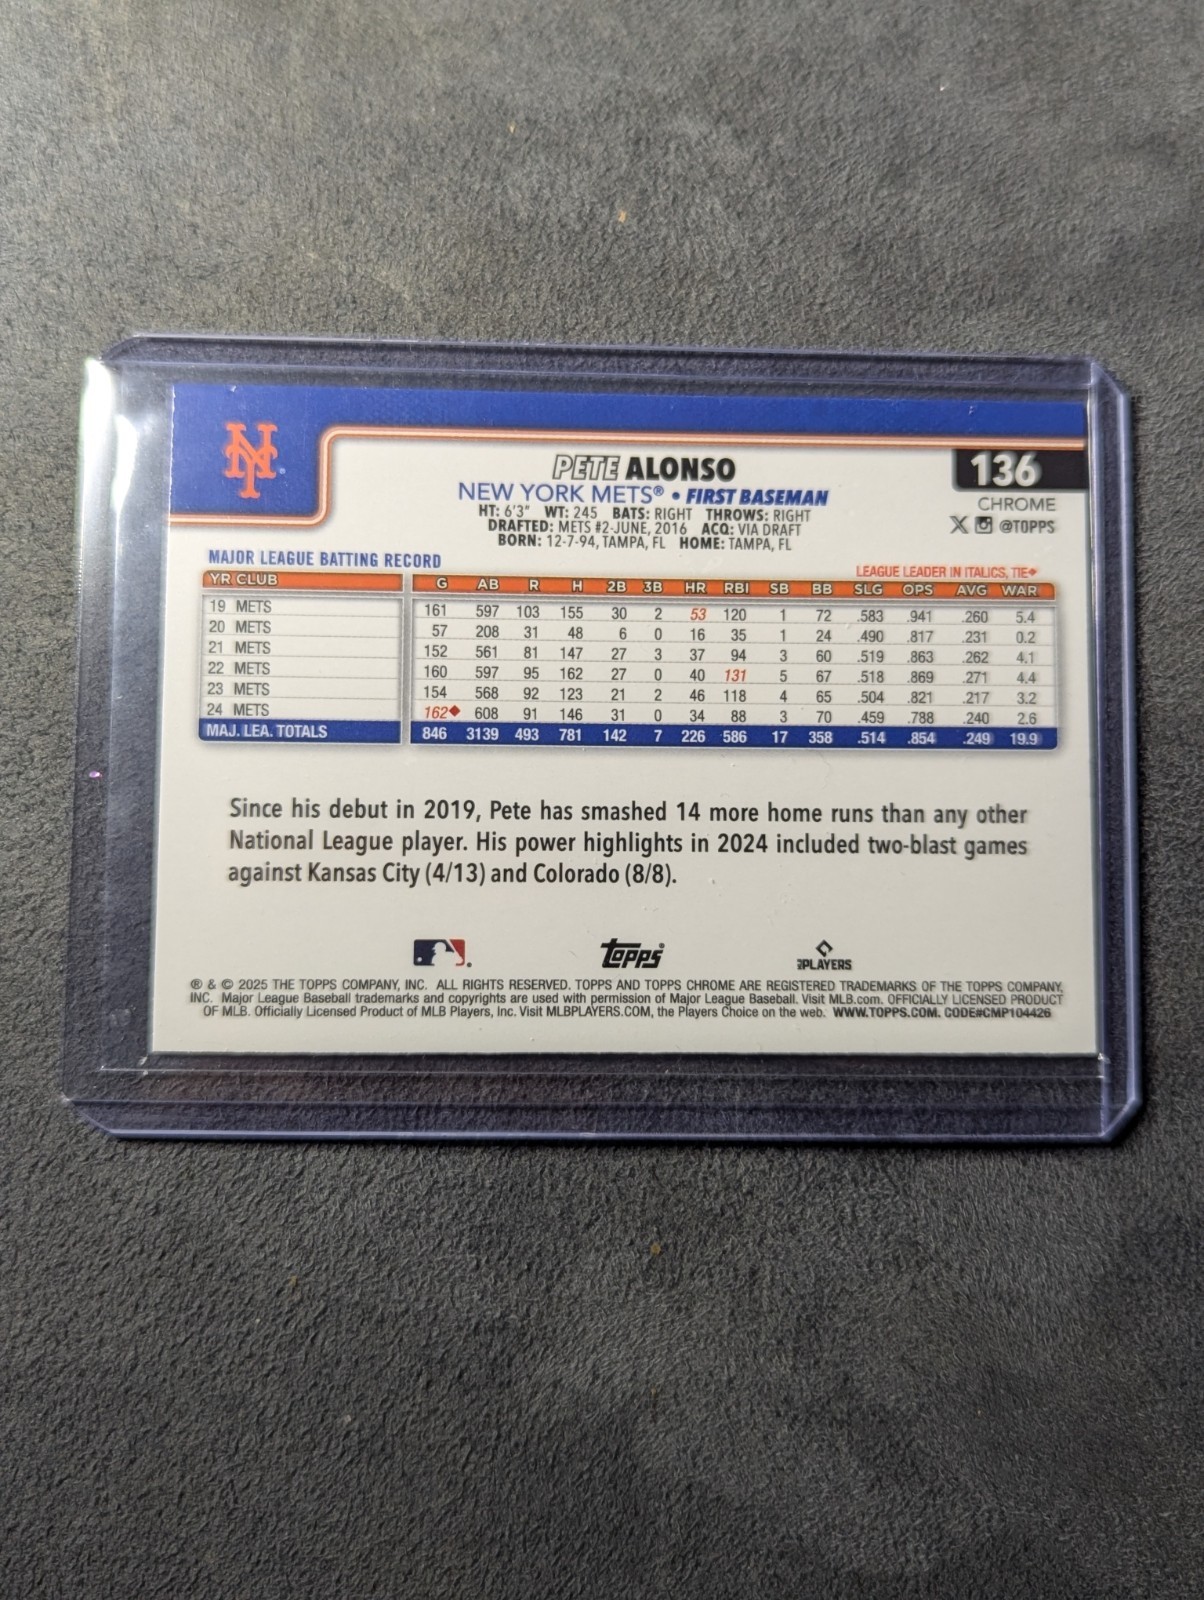 NY
PETE ALONSO
136
NEW YORK METS® • FIRST BASEMAN
CHROME
HT: 6'3" WT: 245 BATS: RIGHT THROWS: RIGHT
DRAFTED: METS #2-JUNE, 2016 ACQ: VIA DRAFT
X @TOPPS
BORN: 12-7-94, TAMPA, FL HOME: TAMPA, FL
MAJOR LEAGUE BATTING RECORD
LEAGUE LEADER IN ITALICS, TIE◆
YR CLUB G AB R H 2B 3B HR RBI SB BB SLG OPS AVG WAR
19 METS 161 597 103 155 30 2 53 120 1 72 .583 .941 .260 5.4
20 METS 57 208 31 48 6 0 16 35 1 24 .490 .817 .231 0.2
21 METS 152 561 81 147 27 3 37 94 3 60 .519 .863 .262 4.1
22 METS 160 597 95 162 27 0 40 131 5 67 .518 .869 .271 4.4
23 METS 154 568 92 123 21 2 46 118 4 65 .504 .821 .217 3.2
24 METS 162◆ 608 91 146 31 0 34 88 3 70 .459 .788 .240 2.6
MAJ. LEA. TOTALS 846 3139 493 781 142 7 226 586 17 358 .514 .854 .249 19.9
Since his debut in 2019, Pete has smashed 14 more home runs than any other
National League player. His power highlights in 2024 included two-blast games
against Kansas City (4/13) and Colorado (8/8).
topps®
MLB PLAYERS
® & © 2025 THE TOPPS COMPANY, INC. ALL RIGHTS RESERVED. TOPPS AND TOPPS CHROME ARE REGISTERED TRADEMARKS OF THE TOPPS COMPANY,
INC. Major League Baseball trademarks and copyrights are used with permission of Major League Baseball. Visit MLB.com. OFFICIALLY LICENSED PRODUCT
OF MLB. Officially Licensed Product of MLB Players, Inc. Visit MLBPLAYERS.COM, the Players Choice on the web. WWW.TOPPS.COM. CODE#CMP104426